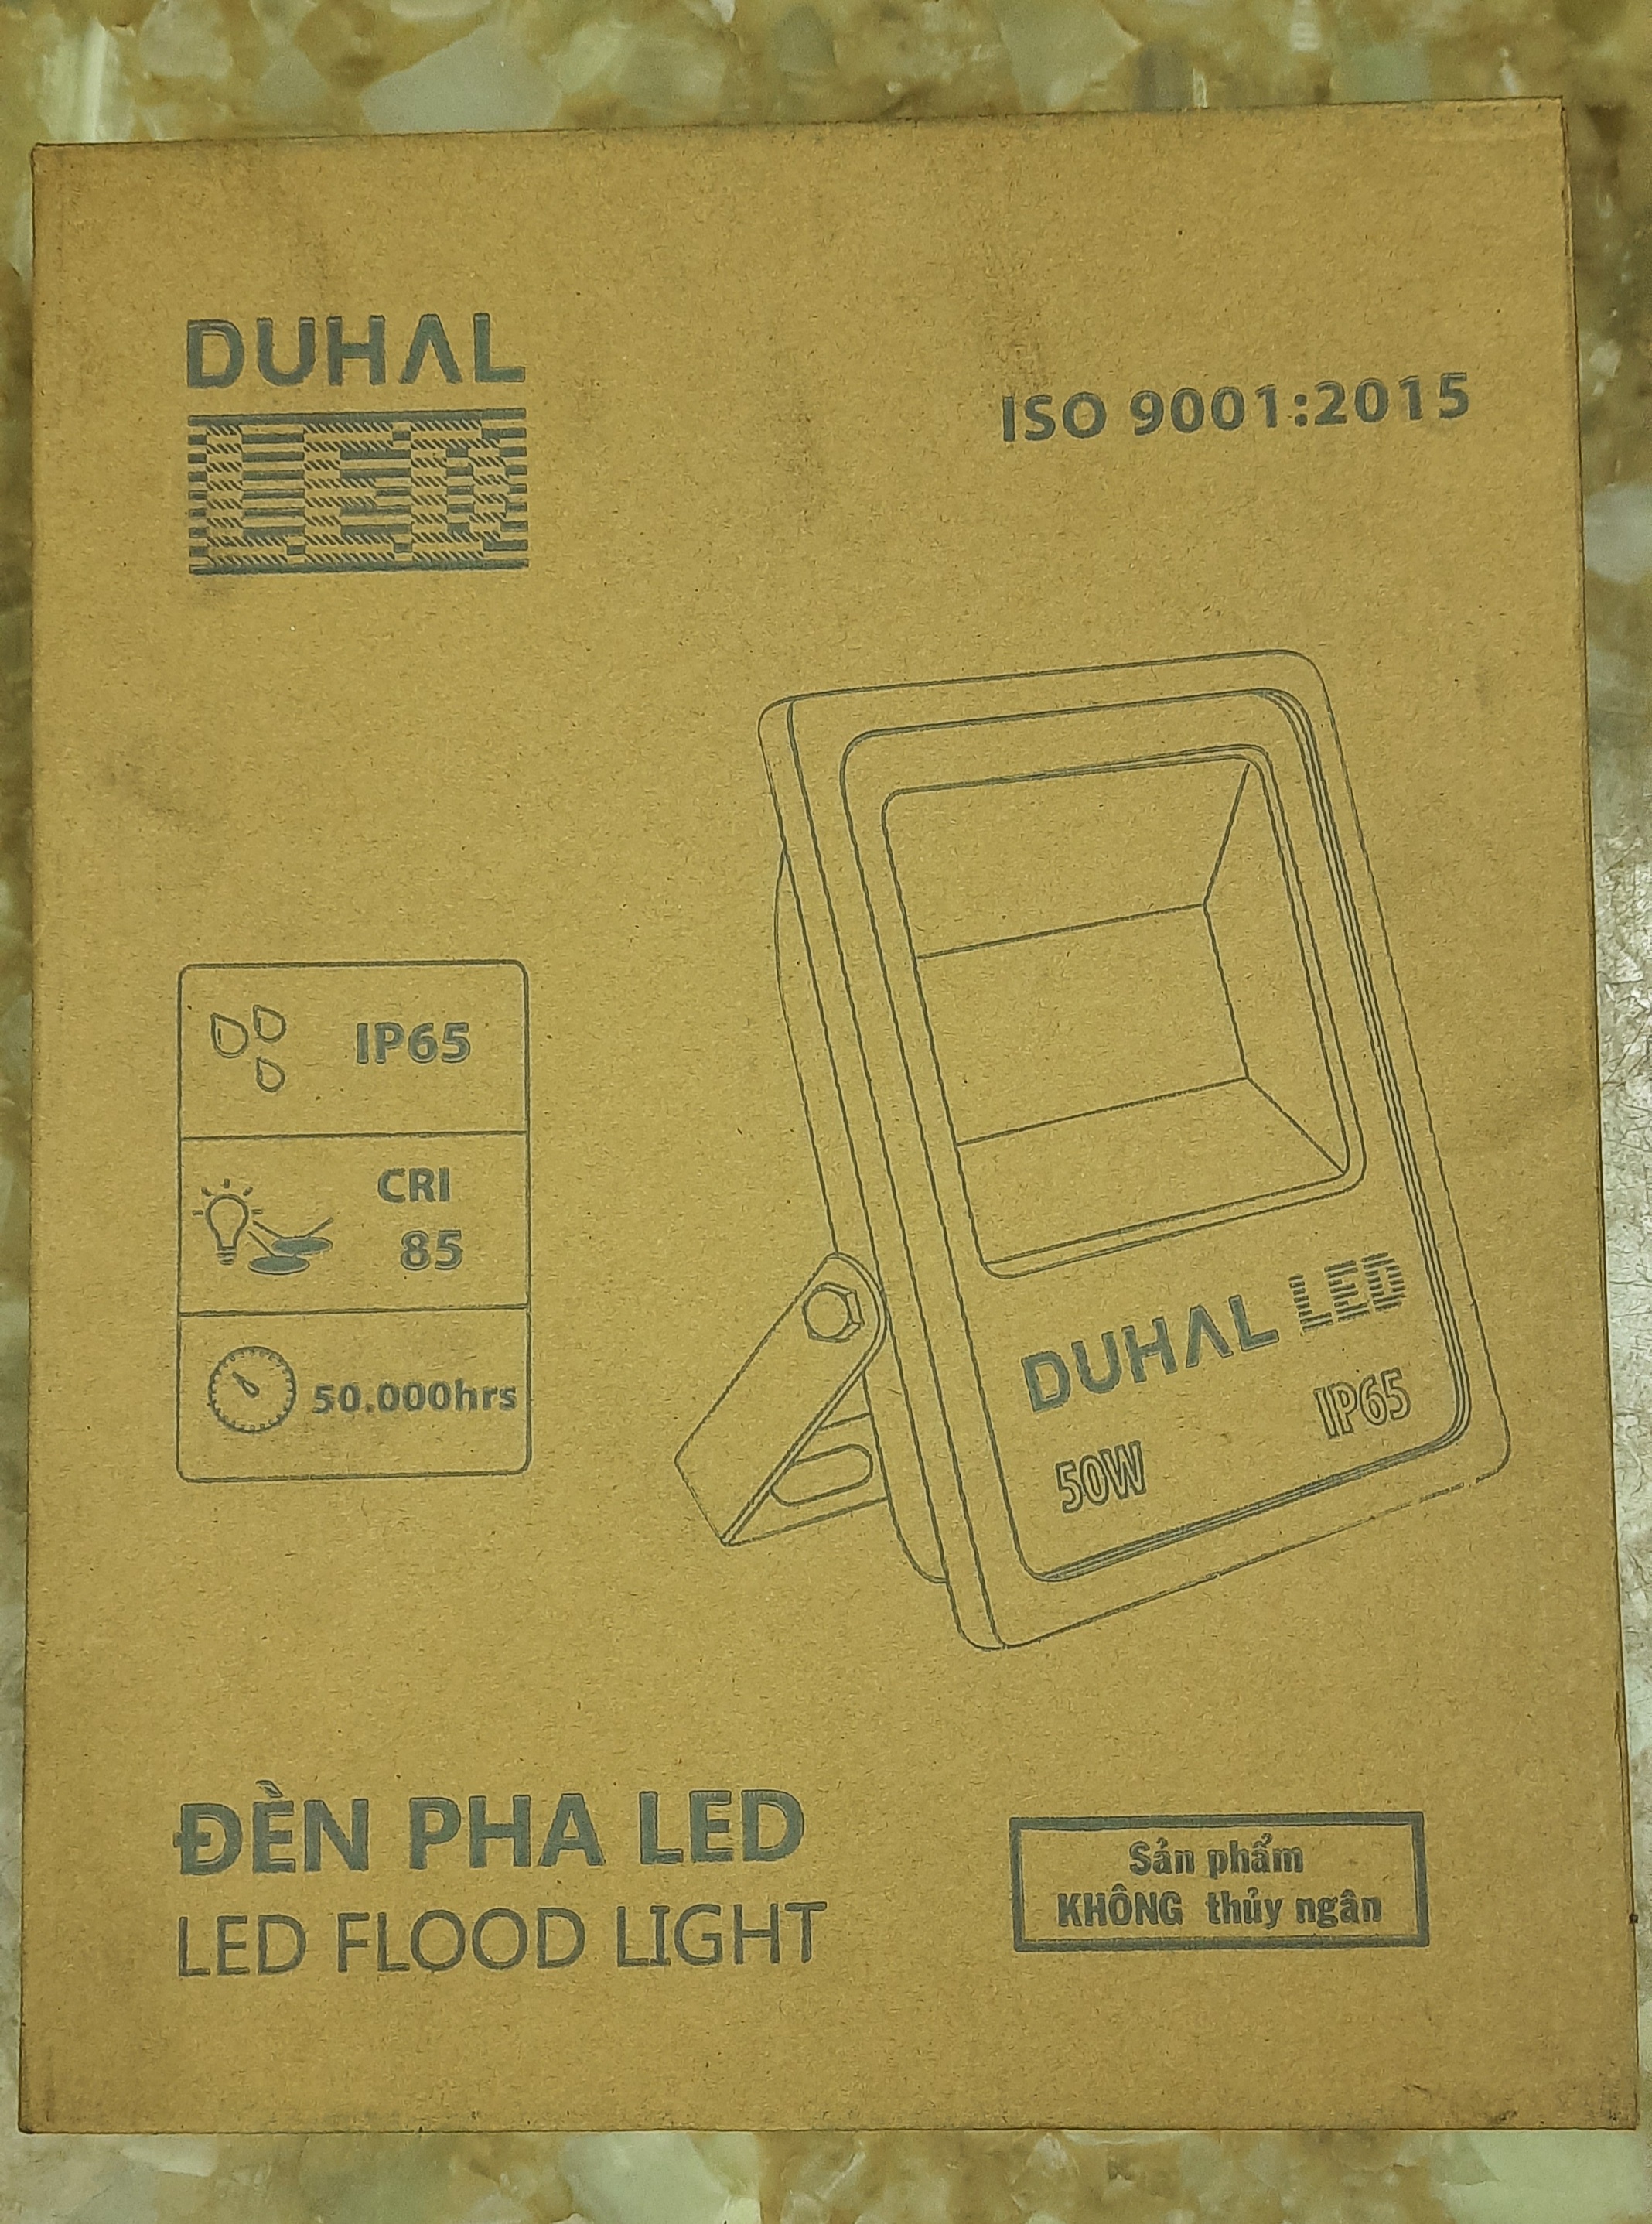 DUHAL
LED
ISO 9001:2015
IP65
CRI
85
50.000hrs
DUHAL LED
50W
IP65
ĐÈN PHA LED
LED FLOOD LIGHT
Sản phẩm
KHÔNG thủy ngân